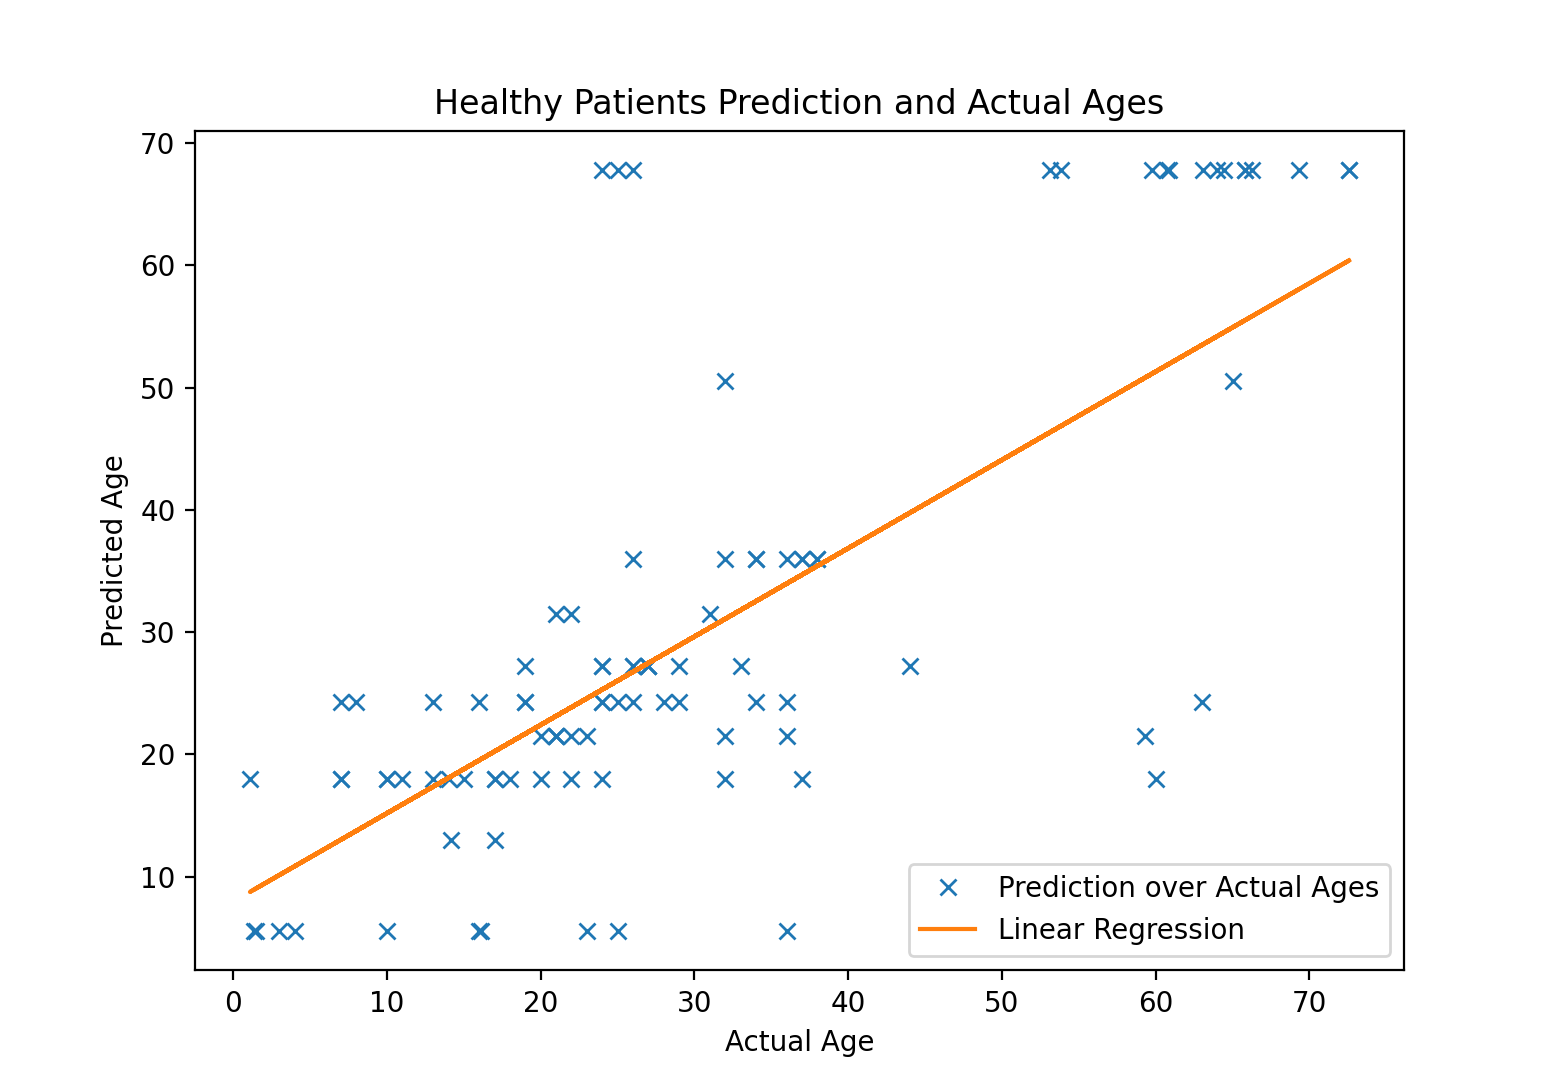 Healthy Patients Prediction and Actual Ages
70
60
50
40
30
20
10
Predicted Age
0 10 20 30 40 50 60 70
Actual Age
Prediction over Actual Ages
Linear Regression